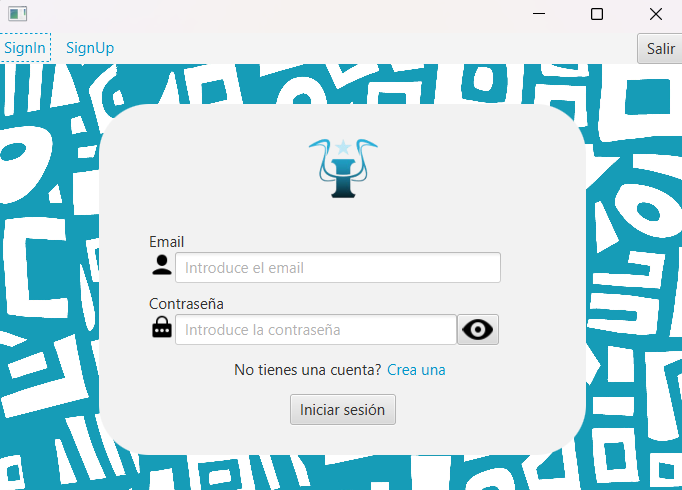 SignIn SignUp Salir
Email
Introduce el email
Contraseña
Introduce la contraseña
No tienes una cuenta? Crea una
Iniciar sesión